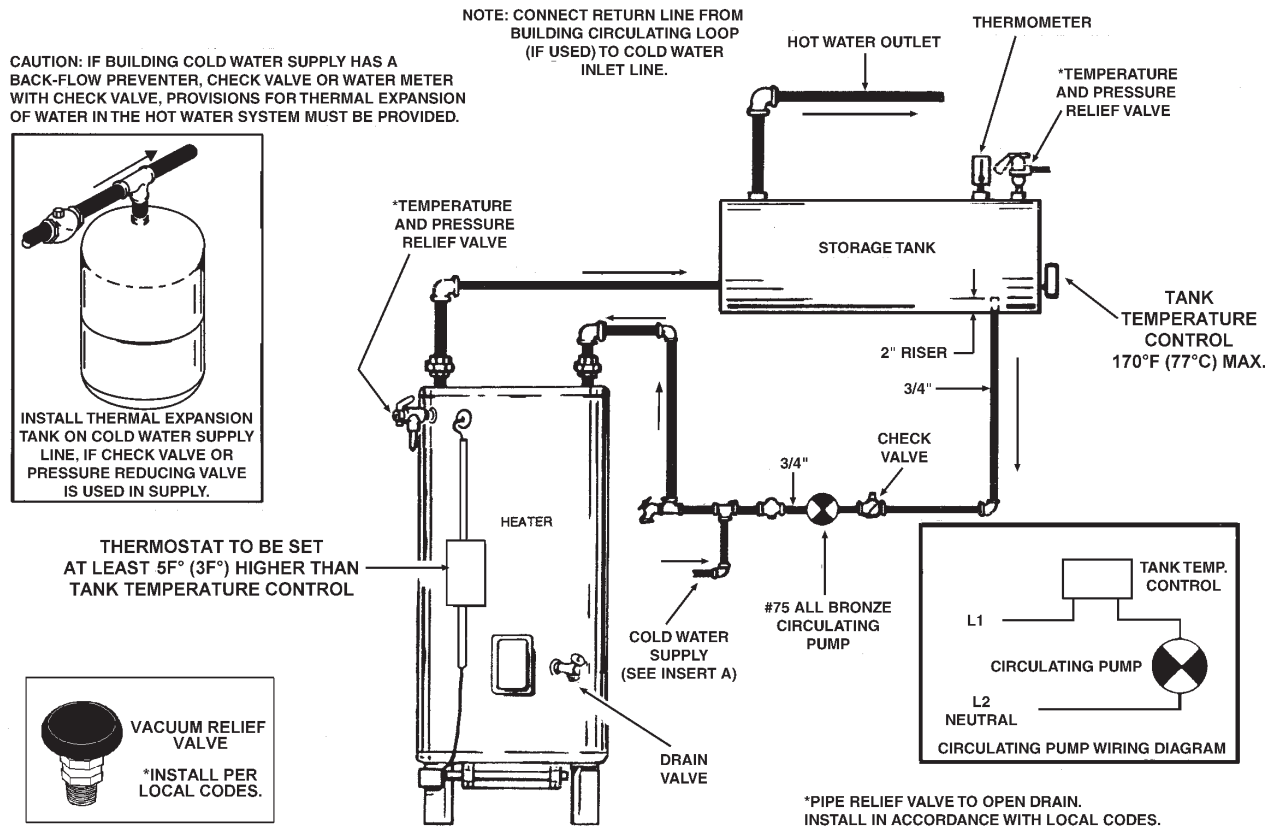 NOTE: CONNECT RETURN LINE FROM
BUILDING CIRCULATING LOOP
(IF USED) TO COLD WATER
INLET LINE.
THERMOMETER
HOT WATER OUTLET
CAUTION: IF BUILDING COLD WATER SUPPLY HAS A
BACK-FLOW PREVENTER, CHECK VALVE OR WATER METER
WITH CHECK VALVE, PROVISIONS FOR THERMAL EXPANSION
OF WATER IN THE HOT WATER SYSTEM MUST BE PROVIDED.
*TEMPERATURE
AND PRESSURE
RELIEF VALVE
*TEMPERATURE
AND PRESSURE
RELIEF VALVE
STORAGE TANK
TANK
TEMPERATURE
CONTROL
170°F (77°C) MAX.
2" RISER
3/4"
INSTALL THERMAL EXPANSION
TANK ON COLD WATER SUPPLY
LINE, IF CHECK VALVE OR
PRESSURE REDUCING VALVE
IS USED IN SUPPLY.
CHECK
VALVE
3/4"
HEATER
THERMOSTAT TO BE SET
AT LEAST 5F° (3F°) HIGHER THAN
TANK TEMPERATURE CONTROL
#75 ALL BRONZE
CIRCULATING
PUMP
COLD WATER
SUPPLY
(SEE INSERT A)
TANK TEMP.
CONTROL
L1
CIRCULATING PUMP
L2
NEUTRAL
CIRCULATING PUMP WIRING DIAGRAM
VACUUM RELIEF
VALVE
*INSTALL PER
LOCAL CODES.
DRAIN
VALVE
*PIPE RELIEF VALVE TO OPEN DRAIN.
INSTALL IN ACCORDANCE WITH LOCAL CODES.